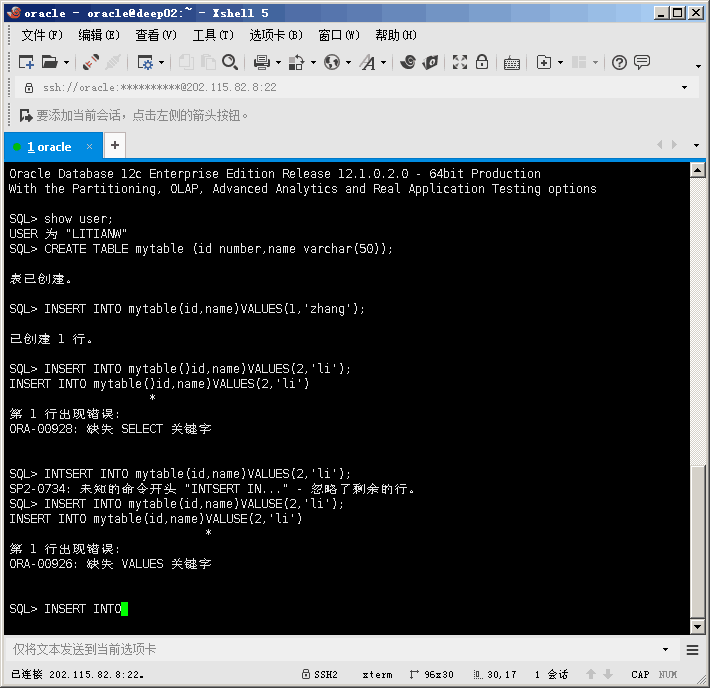 oracle - oracle@deep02:~ - Xshell 5
文件(F) 编辑(E) 查看(V) 工具(T) 选项卡(B) 窗口(W) 帮助(H)
ssh://oracle:**********@202.115.82.8:22
要添加当前会话，点击左侧的箭头按钮。
1 oracle × +
Oracle Database 12c Enterprise Edition Release 12.1.0.2.0 - 64bit Production
With the Partitioning, OLAP, Advanced Analytics and Real Application Testing options
SQL> show user;
USER 为 "LITIANW"
SQL> CREATE TABLE mytable (id number,name varchar(50));
表已创建。
SQL> INSERT INTO mytable(id,name)VALUES(1,'zhang');
已创建 1 行。
SQL> INSERT INTO mytable()id,name)VALUES(2,'li');
INSERT INTO mytable()id,name)VALUES(2,'li')
*
第 1 行出现错误:
ORA-00928: 缺失 SELECT 关键字
SQL> INTSERT INTO mytable(id,name)VALUES(2,'li');
SP2-0734: 未知的命令开头 "INTSERT IN..." - 忽略了剩余的行。
SQL> INSERT INTO mytable(id,name)VALUSE(2,'li');
INSERT INTO mytable(id,name)VALUSE(2,'li')
*
第 1 行出现错误:
ORA-00926: 缺失 VALUES 关键字
SQL> INSERT INTO
仅将文本发送到当前选项卡
已连接 202.115.82.8:22。 SSH2 xterm 96x30 30,17 1 会话 CAP NUM